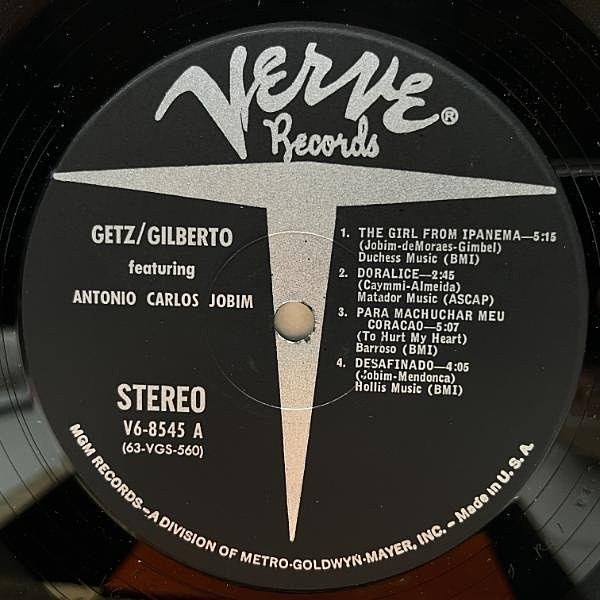 VERVE®
Records
GETZ/GILBERTO
featuring
ANTONIO CARLOS JOBIM
STEREO
V6-8545 A
(63-VGS-560)
1. THE GIRL FROM IPANEMA—5:15
(Jobim-deMoraes-Gimbel)
Duchess Music (BMI)
2. DORALICE—2:45
(Caymmi-Almeida)
Matador Music (ASCAP)
3. PARA MACHUCHAR MEU
CORACAO—5:07
(To Hurt My Heart)
Barroso (BMI)
4. DESAFINADO—4:05
(Jobim-Mendonca)
Hollis Music (BMI)
MGM RECORDS—A DIVISION OF METRO-GOLDWYN-MAYER, INC. – Made in U. S. A.